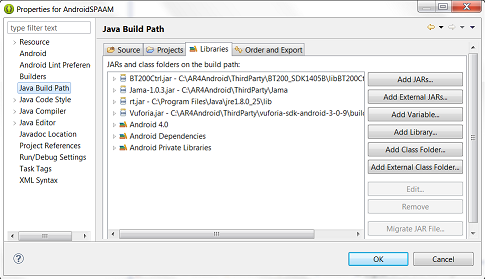 Properties for AndroidSPAAM
type filter text
Resource
Android
Android Lint Preferen
Builders
Java Build Path
Java Code Style
Java Compiler
Java Editor
Javadoc Location
Project References
Run/Debug Settings
Task Tags
XML Syntax
Java Build Path
Source Projects Libraries Order and Export
JARs and class folders on the build path:
BT200Ctrl.jar - C:\AR4Android\ThirdParty\BT200_SDK1405B\libBT200Ct
Jama-1.0.3.jar - C:\AR4Android\ThirdParty\Jama
rt.jar - C:\Program Files\Java\jre1.8.0_25\lib
Vuforia.jar - C:\AR4Android\ThirdParty\vuforia-sdk-android-3-0-9\build
Android 4.0
Android Dependencies
Android Private Libraries
Add JARs...
Add External JARs...
Add Variable...
Add Library...
Add Class Folder...
Add External Class Folder...
Edit...
Remove
Migrate JAR File...
OK
Cancel